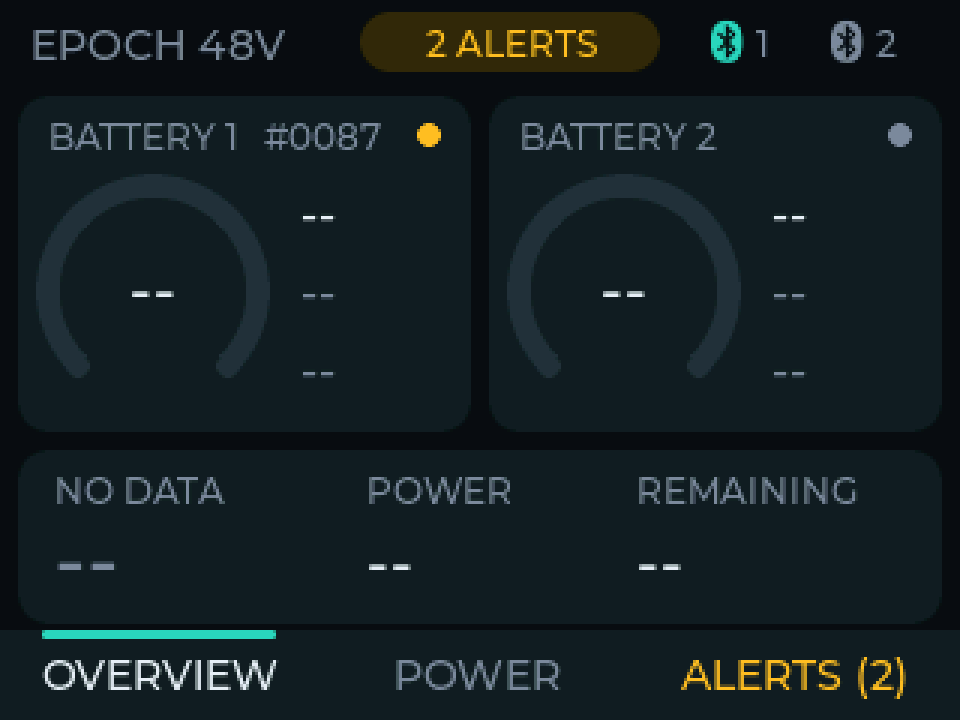 EPOCH 48V 2 ALERTS 1 2
BATTERY 1 #0087
--
--
--
--
BATTERY 2
--
--
--
--
NO DATA
--
POWER
--
REMAINING
--
OVERVIEW POWER ALERTS (2)